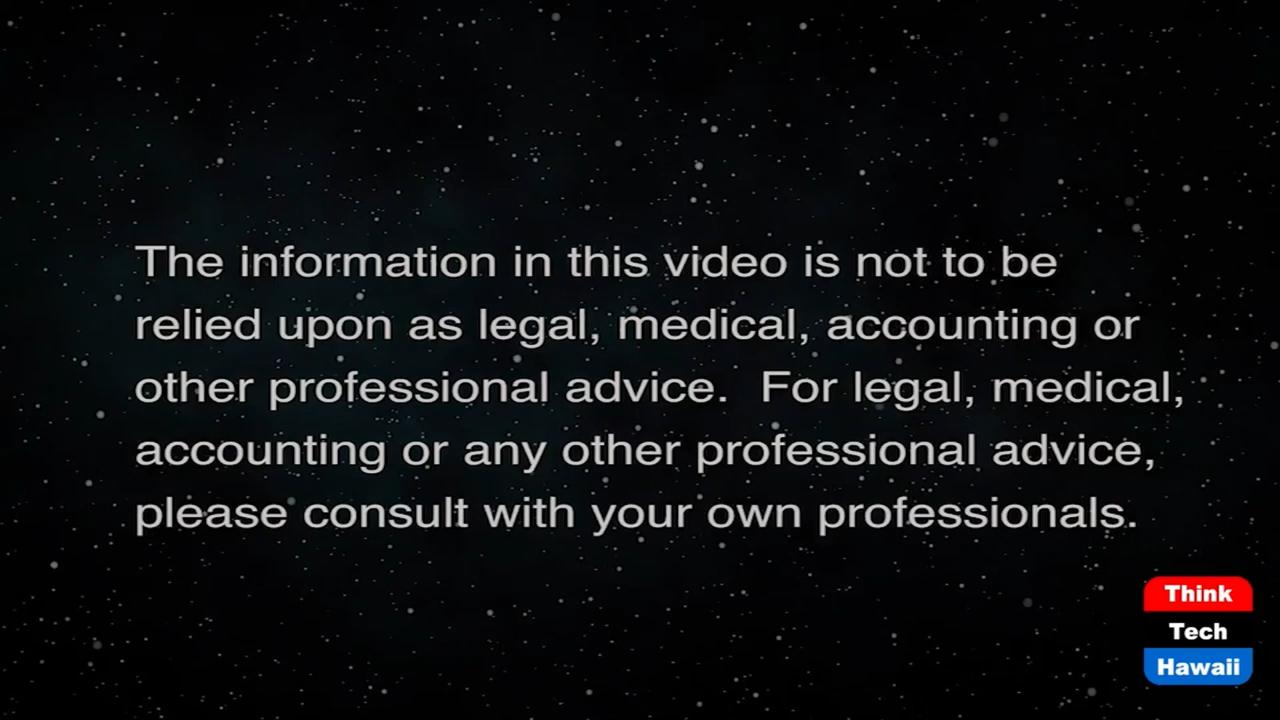 The information in this video is not to be
relied upon as legal, medical, accounting or
other professional advice.  For legal, medical,
accounting or any other professional advice,
please consult with your own professionals.
Think
Tech
Hawaii